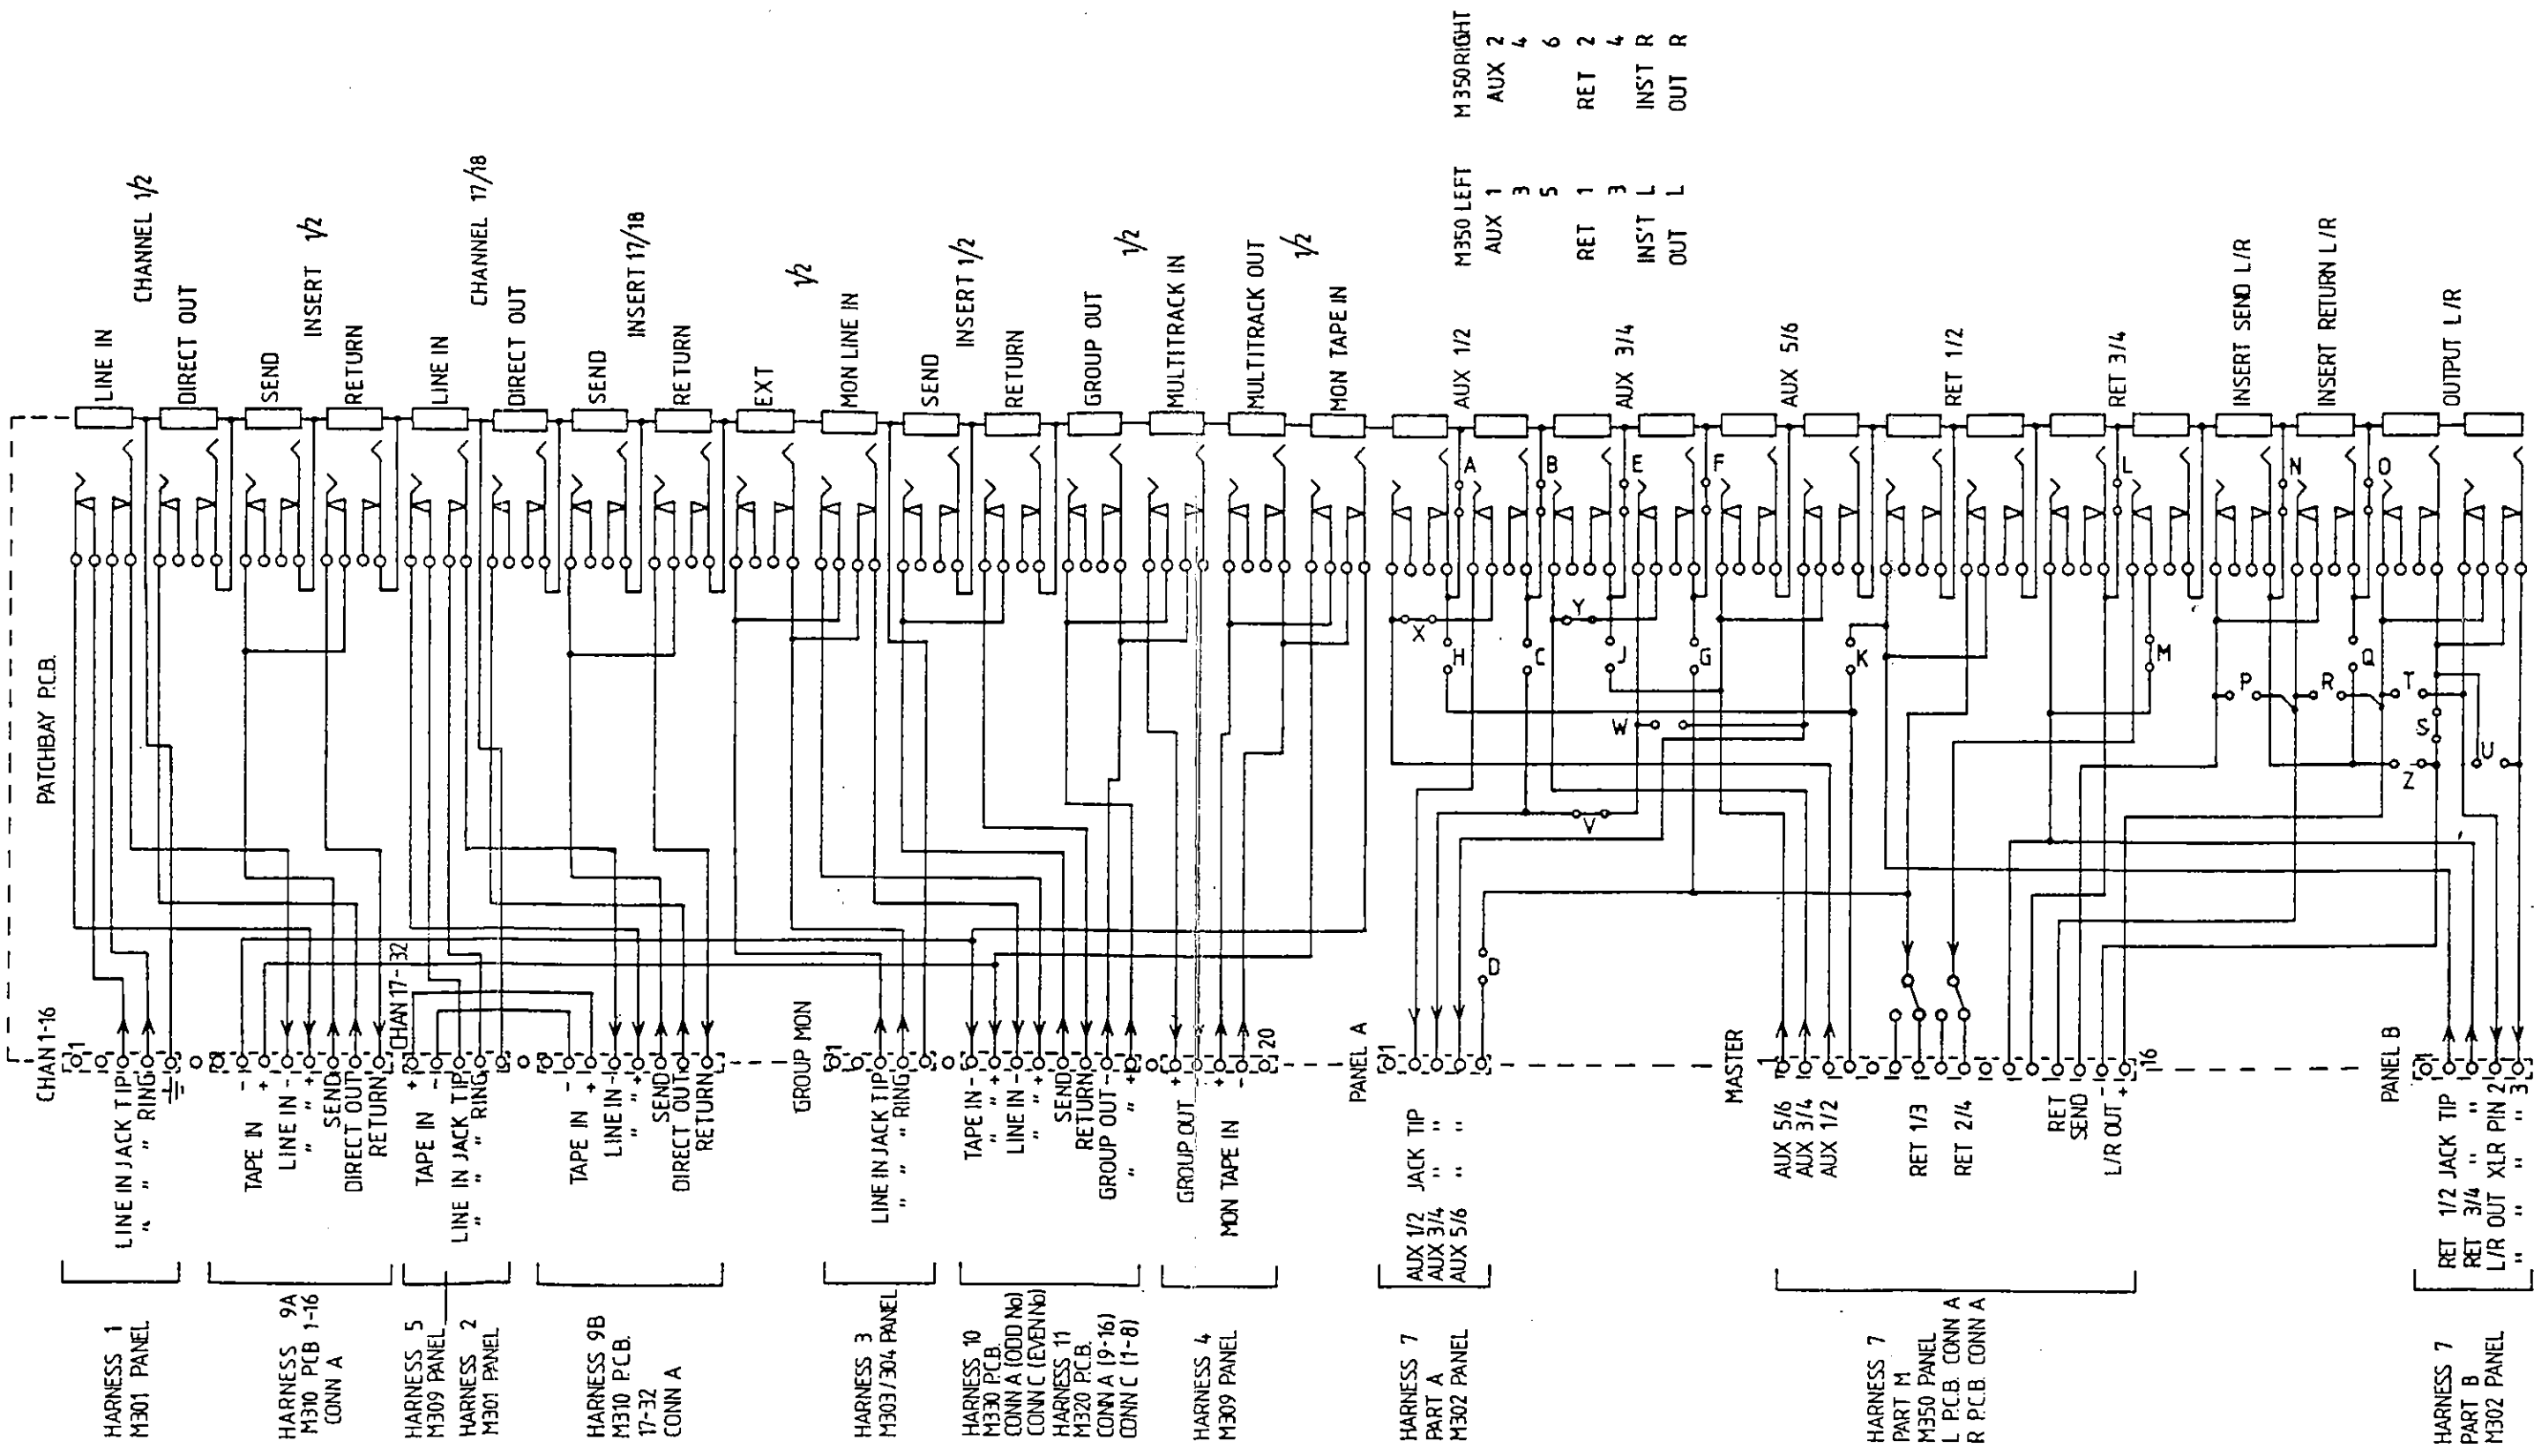 PATCHBAY P.C.B.
LINE IN
CHANNEL 1/2
DIRECT OUT
SEND
INSERT 1/2
RETURN
LINE IN
CHANNEL 17/18
DIRECT OUT
SEND
INSERT 17/18
RETURN
EXT
1/2
MON LINE IN
SEND
INSERT 1/2
RETURN
GROUP OUT
1/2
MULTITRACK IN
MULTITRACK OUT
1/2
MON TAPE IN
AUX 1/2
AUX 3/4
AUX 5/6
RET 1/2
RET 3/4
INSERT SEND L/R
INSERT RETURN L/R
OUTPUT L/R
M350 LEFT M350 RIGHT
AUX 1 AUX 2
3 4
5 6
RET 1 RET 2
3 4
INS'T L INS'T R
OUT L OUT R
A
B
E
F
L
N
O
X
H
C
Y
J
G
K
M
P
R
Q
T
S
U
Z
W
V
D
CHAN 1-16
1
LINE IN JACK TIP
" " " RING
TAPE IN -
+
LINE IN -
" " +
SEND
DIRECT OUT
RETURN
CHAN 17-32
TAPE IN +
-
LINE IN JACK TIP
" " " RING
TAPE IN -
+
LINE IN -
" " +
SEND
DIRECT OUT
RETURN
GROUP MON
1
LINE IN JACK TIP
" " " RING
TAPE IN -
" " +
LINE IN -
" " +
SEND
RETURN
GROUP OUT -
" " +
GROUP OUT +
-
MON TAPE IN +
-
20
PANEL A
1
AUX 1/2 JACK TIP
AUX 3/4 " "
AUX 5/6 " "
MASTER
1
AUX 5/6
AUX 3/4
AUX 1/2
RET 1/3
RET 2/4
RET
SEND
L/R OUT -
+
16
PANEL B
1
RET 1/2 JACK TIP
RET 3/4 " "
L/R OUT XLR PIN 2
" " " " 3
HARNESS 1
M301 PANEL
HARNESS 9A
M310 PCB 1-16
CONN A
HARNESS 5
M309 PANEL
HARNESS 2
M301 PANEL
HARNESS 9B
M310 P.C.B.
17-32
CONN A
HARNESS 3
M303/304 PANEL
HARNESS 10
M330 P.C.B.
CONN A (ODD No)
CONN C (EVEN No)
HARNESS 11
M320 P.C.B.
CONN A (9-16)
CONN C (1-8)
HARNESS 4
M309 PANEL
HARNESS 7
PART A
M302 PANEL
HARNESS 7
PART M
M350 PANEL
L P.C.B. CONN A
R P.C.B. CONN A
HARNESS 7
PART B
M302 PANEL